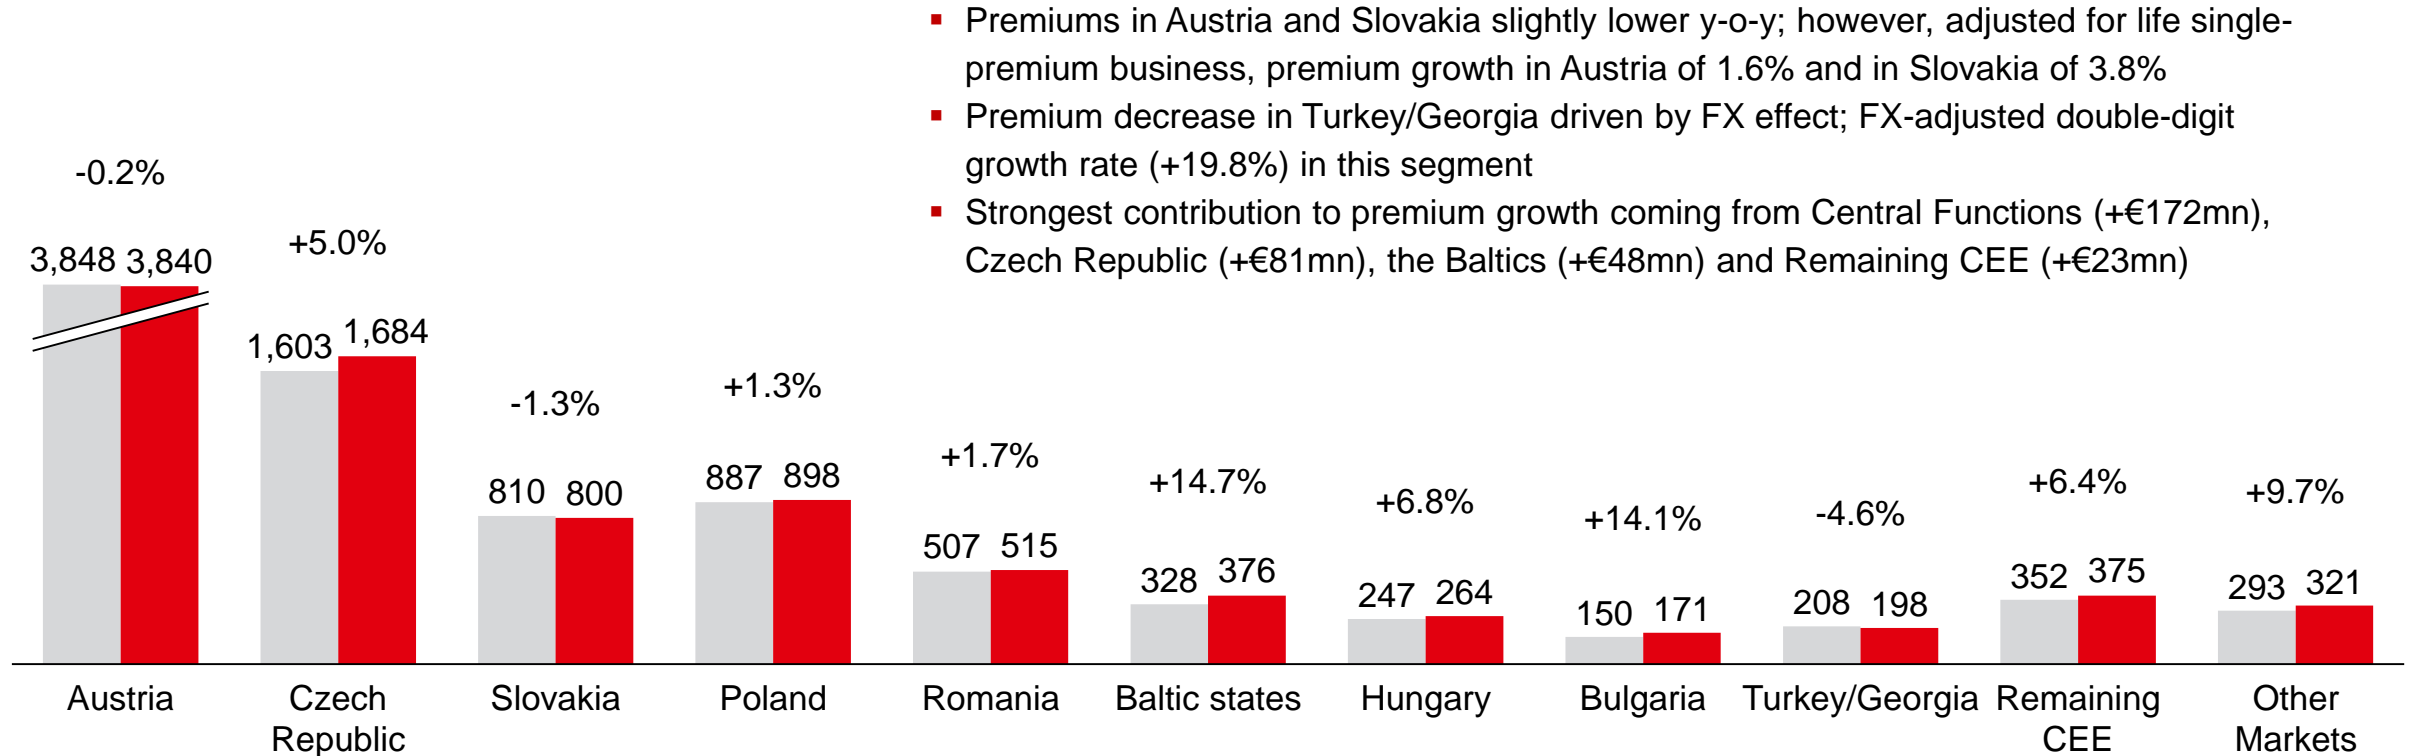 ▪ Premiums in Austria and Slovakia slightly lower y-o-y; however, adjusted for life single-
premium business, premium growth in Austria of 1.6% and in Slovakia of 3.8%
▪ Premium decrease in Turkey/Georgia driven by FX effect; FX-adjusted double-digit
growth rate (+19.8%) in this segment
▪ Strongest contribution to premium growth coming from Central Functions (+€172mn),
Czech Republic (+€81mn), the Baltics (+€48mn) and Remaining CEE (+€23mn)
-0.2%
3,848 3,840
Austria
+5.0%
1,603 1,684
Czech
Republic
-1.3%
810 800
Slovakia
+1.3%
887 898
Poland
+1.7%
507 515
Romania
+14.7%
328 376
Baltic states
+6.8%
247 264
Hungary
+14.1%
150 171
Bulgaria
-4.6%
208 198
Turkey/Georgia
+6.4%
352 375
Remaining
CEE
+9.7%
293 321
Other
Markets